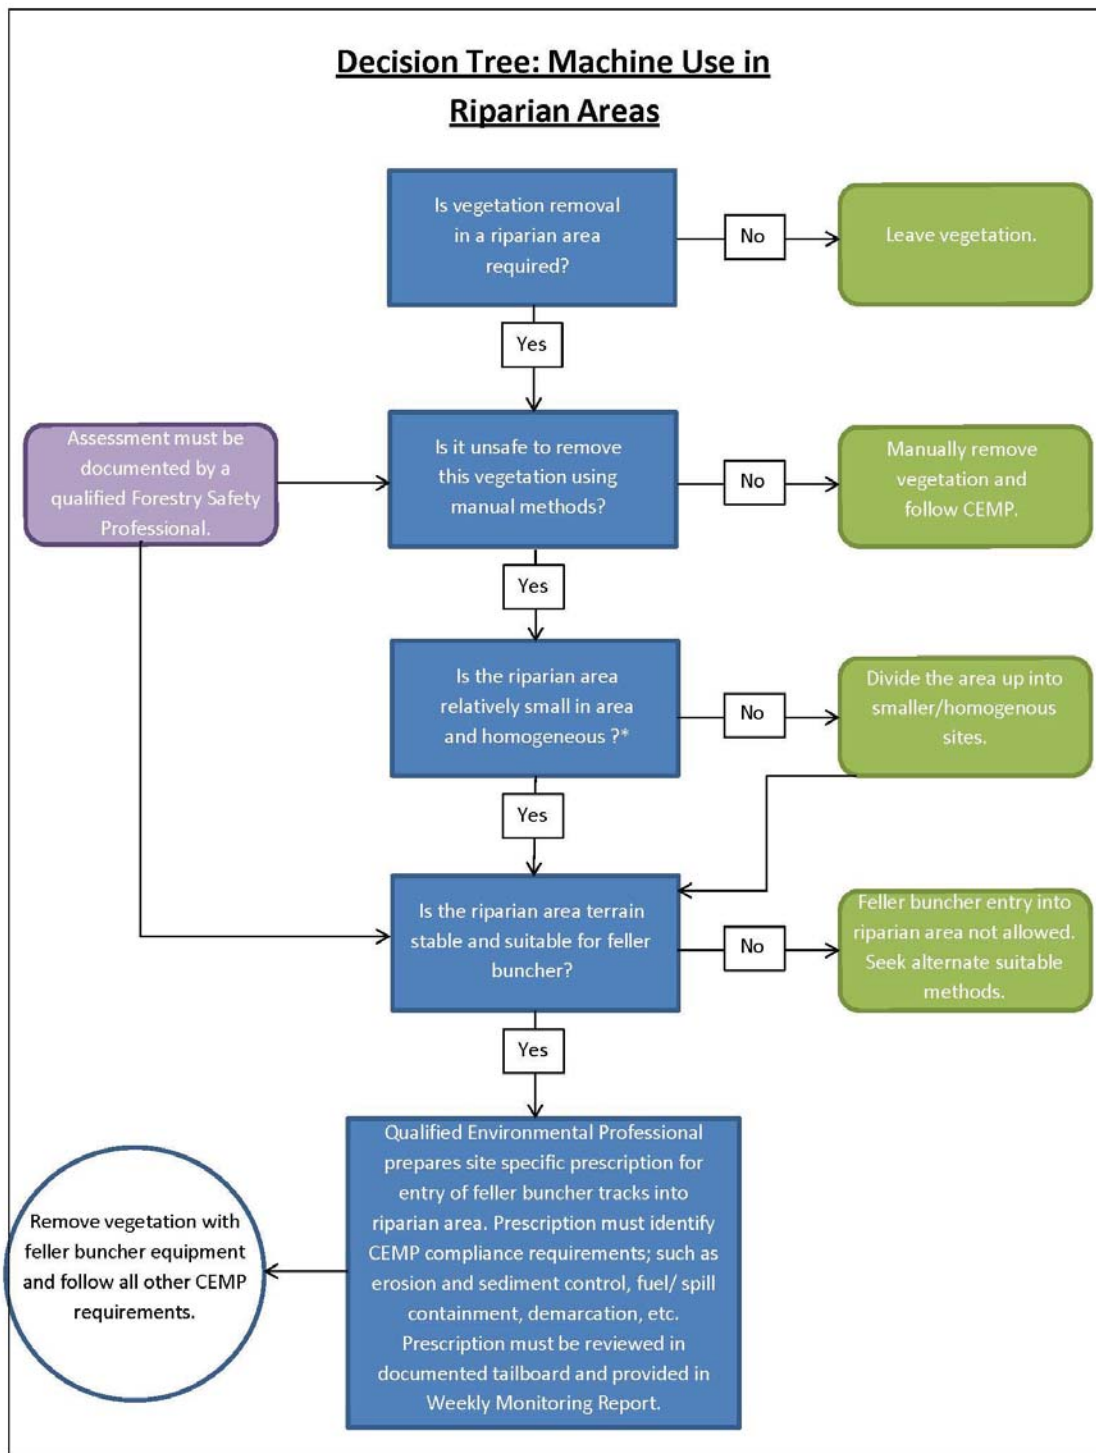 Decision Tree: Machine Use in
Riparian Areas
Is vegetation removal
in a riparian area
required?
No
Leave vegetation.
Yes
Assessment must be
documented by a
qualified Forestry Safety
Professional.
Is it unsafe to remove
this vegetation using
manual methods?
No
Manually remove
vegetation and
follow CEMP.
Yes
Is the riparian area
relatively small in area
and homogeneous ?*
No
Divide the area up into
smaller/homogenous
sites.
Yes
Is the riparian area terrain
stable and suitable for feller
buncher?
No
Feller buncher entry into
riparian area not allowed.
Seek alternate suitable
methods.
Yes
Qualified Environmental Professional
prepares site specific prescription for
entry of feller buncher tracks into
riparian area. Prescription must identify
CEMP compliance requirements; such as
erosion and sediment control, fuel/ spill
containment, demarcation, etc.
Prescription must be reviewed in
documented tailboard and provided in
Weekly Monitoring Report.
Remove vegetation with
feller buncher equipment
and follow all other CEMP
requirements.